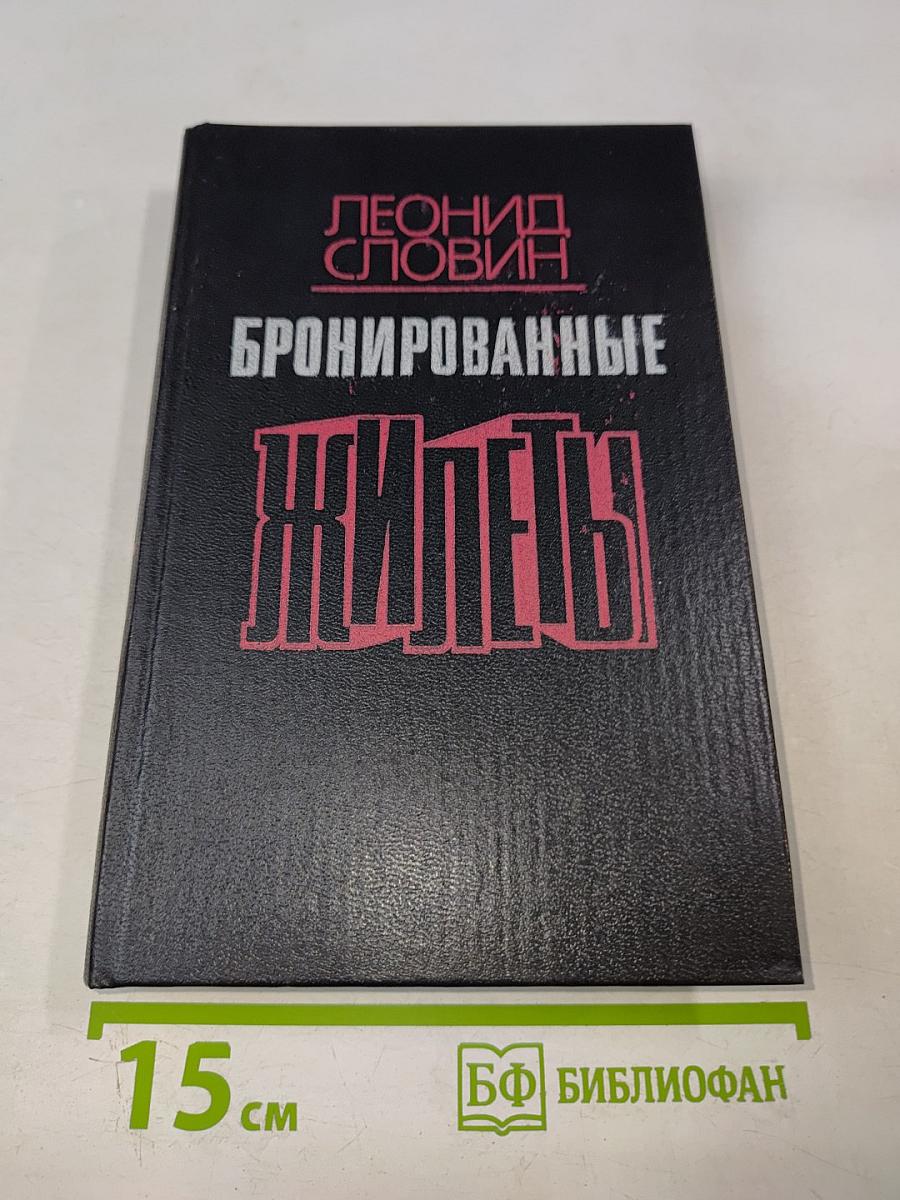 ЛЕОНИД
СЛОВИН
БРОНИРОВАННЫЕ
ЖИЛЕТЫ
15 см
БФ БИБЛИОФАН